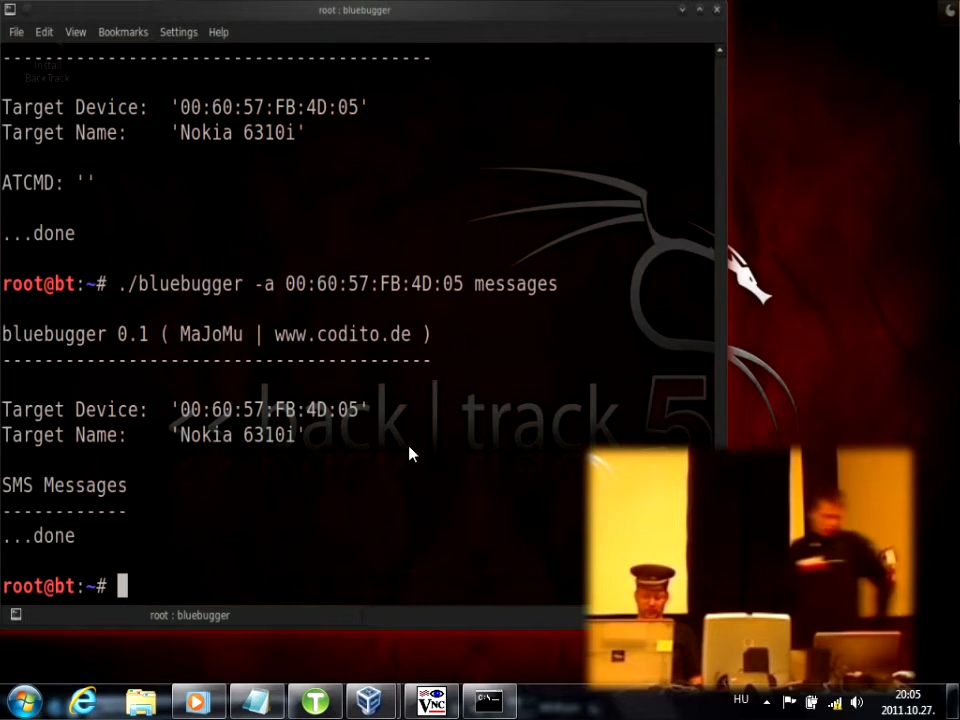 root : bluebugger
File Edit View Bookmarks Settings Help
-----------------------------------------
Install
BackTrack
Target Device: '00:60:57:FB:4D:05'
Target Name: 'Nokia 6310i'
ATCMD: ''
...done
root@bt:~# ./bluebugger -a 00:60:57:FB:4D:05 messages
bluebugger 0.1 ( MaJoMu | www.codito.de )
-----------------------------------------
Target Device: '00:60:57:FB:4D:05'
<< back | track 5
Target Name: 'Nokia 6310i'
SMS Messages
------------
...done
root@bt:~#
root : bluebugger
T
VNC
C:\_
HU
20:05
2011.10.27.